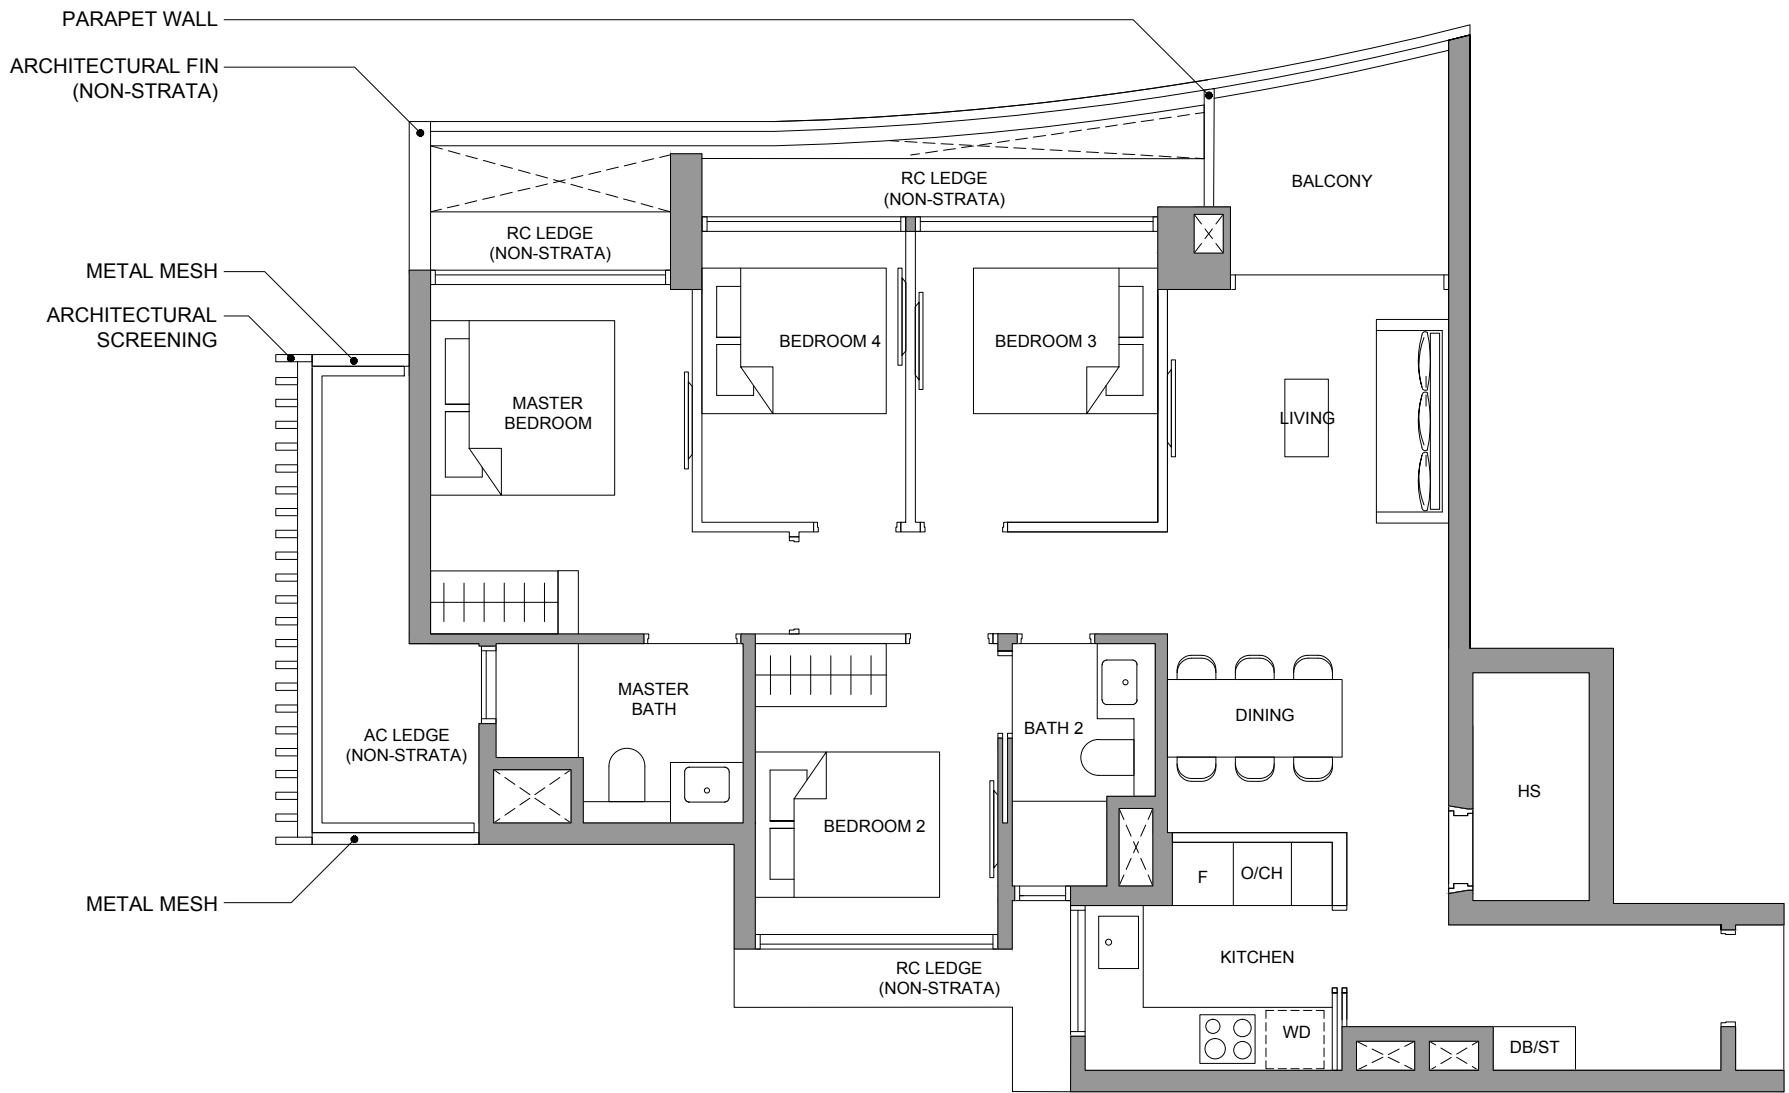 PARAPET WALL
ARCHITECTURAL FIN
(NON-STRATA)
RC LEDGE
(NON-STRATA)
BALCONY
RC LEDGE
(NON-STRATA)
METAL MESH
ARCHITECTURAL
SCREENING
BEDROOM 4
BEDROOM 3
MASTER
BEDROOM
LIVING
MASTER
BATH
DINING
BATH 2
AC LEDGE
(NON-STRATA)
HS
BEDROOM 2
F
O/CH
METAL MESH
KITCHEN
RC LEDGE
(NON-STRATA)
WD
DB/ST